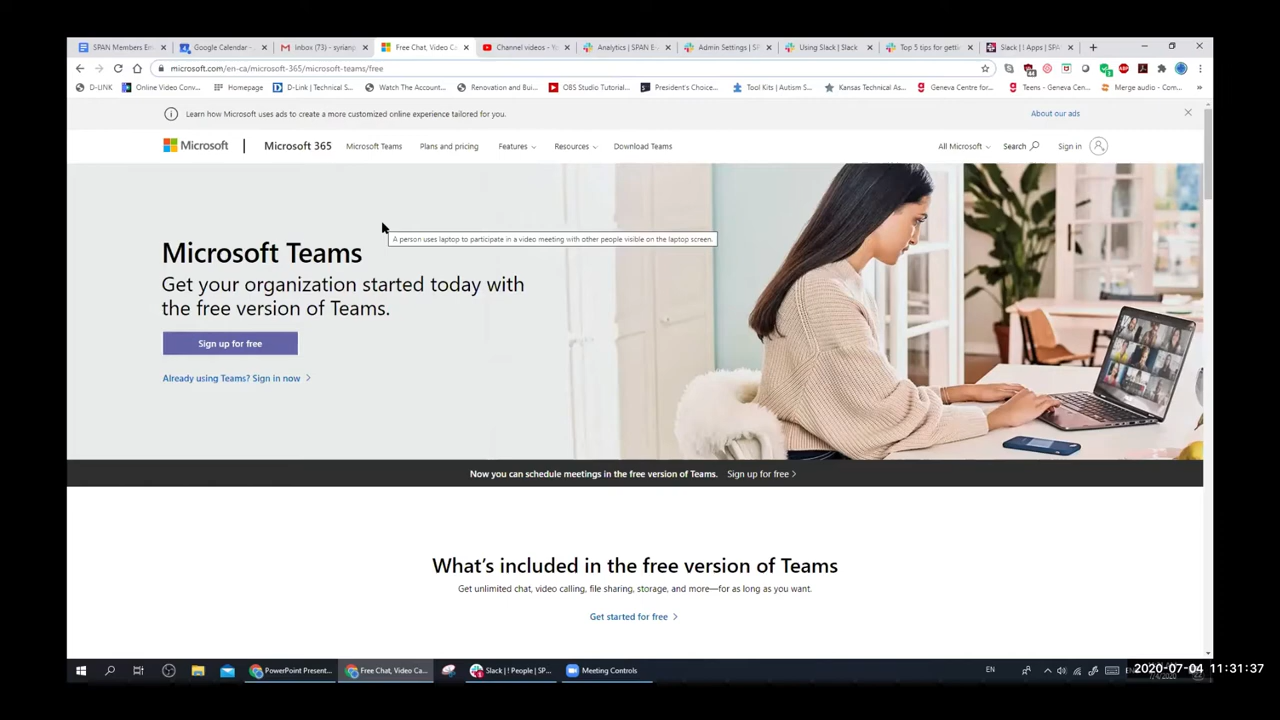 SPAN Members Em
Google Calendar -
Inbox (73) - syrianp
Free Chat, Video Ca
Channel videos - Y
Analytics | SPAN E
Admin Settings | SP
Using Slack | Slack
Top 5 tips for getti
Slack | ! Apps | SPA
microsoft.com/en-ca/microsoft-365/microsoft-teams/free
D-LINK
Online Video Conv...
Homepage
D-Link | Technical S...
Watch The Account...
Renovation and Bui...
OBS Studio Tutorial...
President's Choice...
Tool Kits | Autism S...
Kansas Technical As...
Geneva Centre for...
Teens - Geneva Cen...
Merge audio - Com...
Learn how Microsoft uses ads to create a more customized online experience tailored for you.
About our ads
Microsoft
Microsoft 365
Microsoft Teams
Plans and pricing
Features
Resources
Download Teams
All Microsoft
Search
Sign in
A person uses laptop to participate in a video meeting with other people visible on the laptop screen.
Microsoft Teams
Get your organization started today with
the free version of Teams.
Sign up for free
Already using Teams? Sign in now
Now you can schedule meetings in the free version of Teams. Sign up for free
What's included in the free version of Teams
Get unlimited chat, video calling, file sharing, storage, and more—for as long as you want.
Get started for free
PowerPoint Present...
Free Chat, Video Ca...
Slack | ! People | SP...
Meeting Controls
EN
2020-07-04 11:31:37
7/4/2020